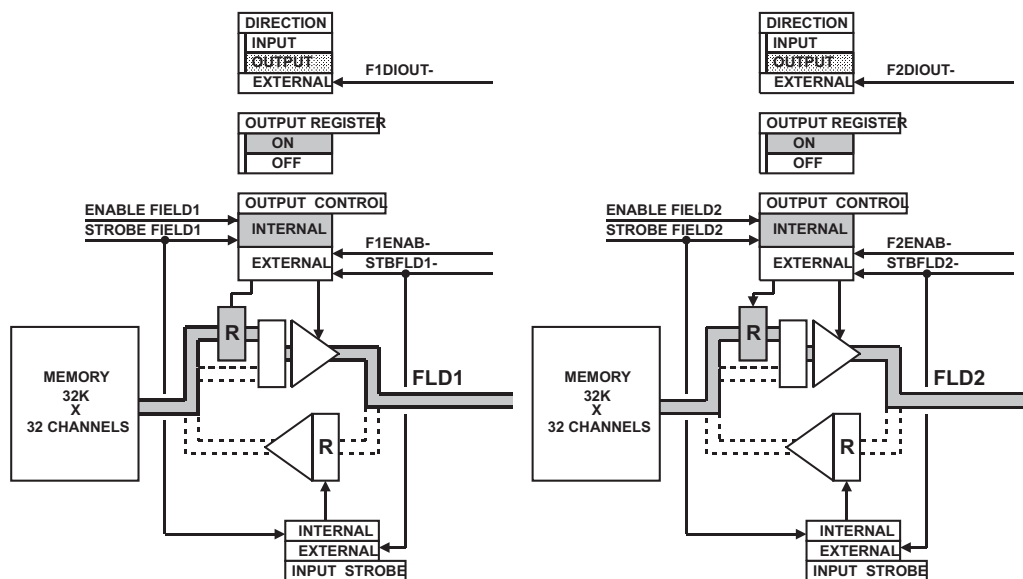 DIRECTION
INPUT
OUTPUT
EXTERNAL
F1DIOUT-
OUTPUT REGISTER
ON
OFF
OUTPUT CONTROL
ENABLE FIELD1
STROBE FIELD1
INTERNAL
EXTERNAL
F1ENAB-
STBFLD1-
R
MEMORY
32K
X
32 CHANNELS
FLD1
R
INTERNAL
EXTERNAL
INPUT STROBE
DIRECTION
INPUT
OUTPUT
EXTERNAL
F2DIOUT-
OUTPUT REGISTER
ON
OFF
OUTPUT CONTROL
ENABLE FIELD2
STROBE FIELD2
INTERNAL
EXTERNAL
F2ENAB-
STBFLD2-
R
MEMORY
32K
X
32 CHANNELS
FLD2
R
INTERNAL
EXTERNAL
INPUT STROBE